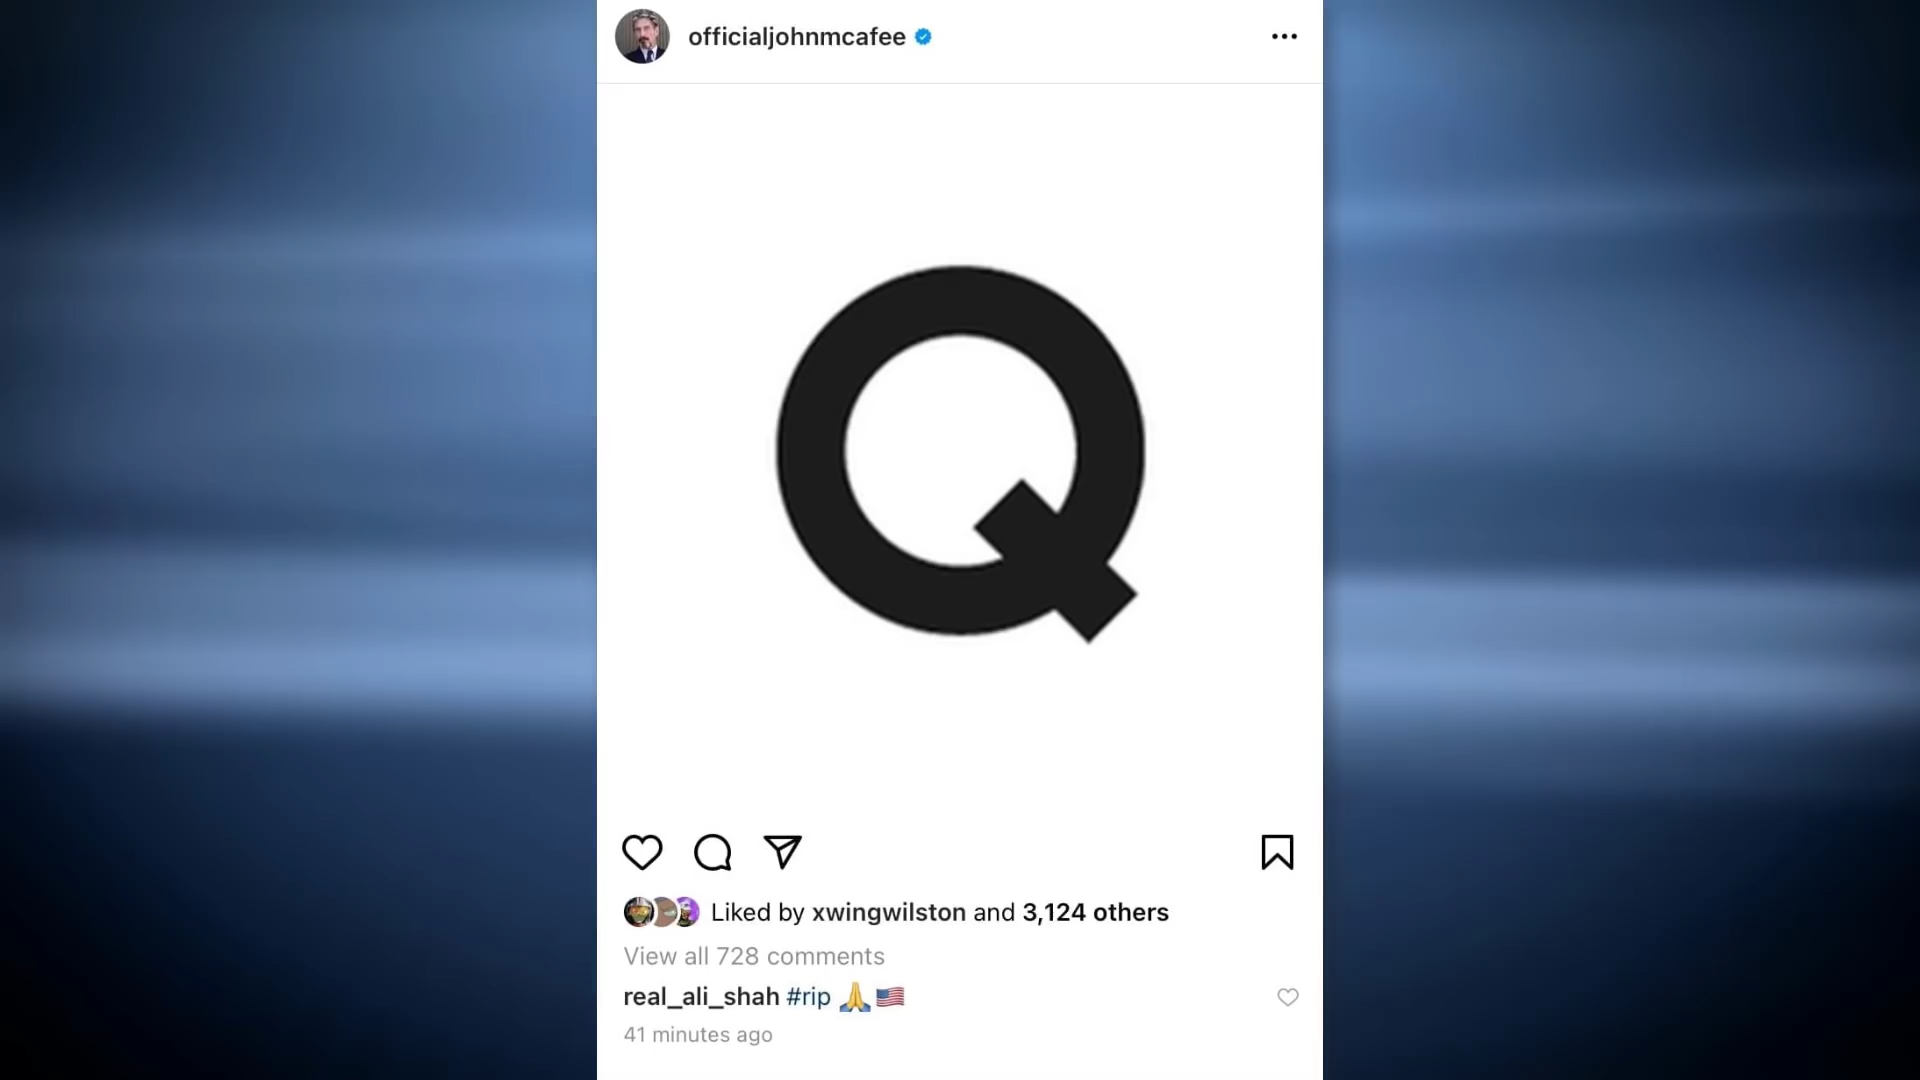 officialjohnmcafee
Q
Liked by xwingwilston and 3,124 others
View all 728 comments
real_ali_shah #rip 🙏🇺🇸
41 minutes ago